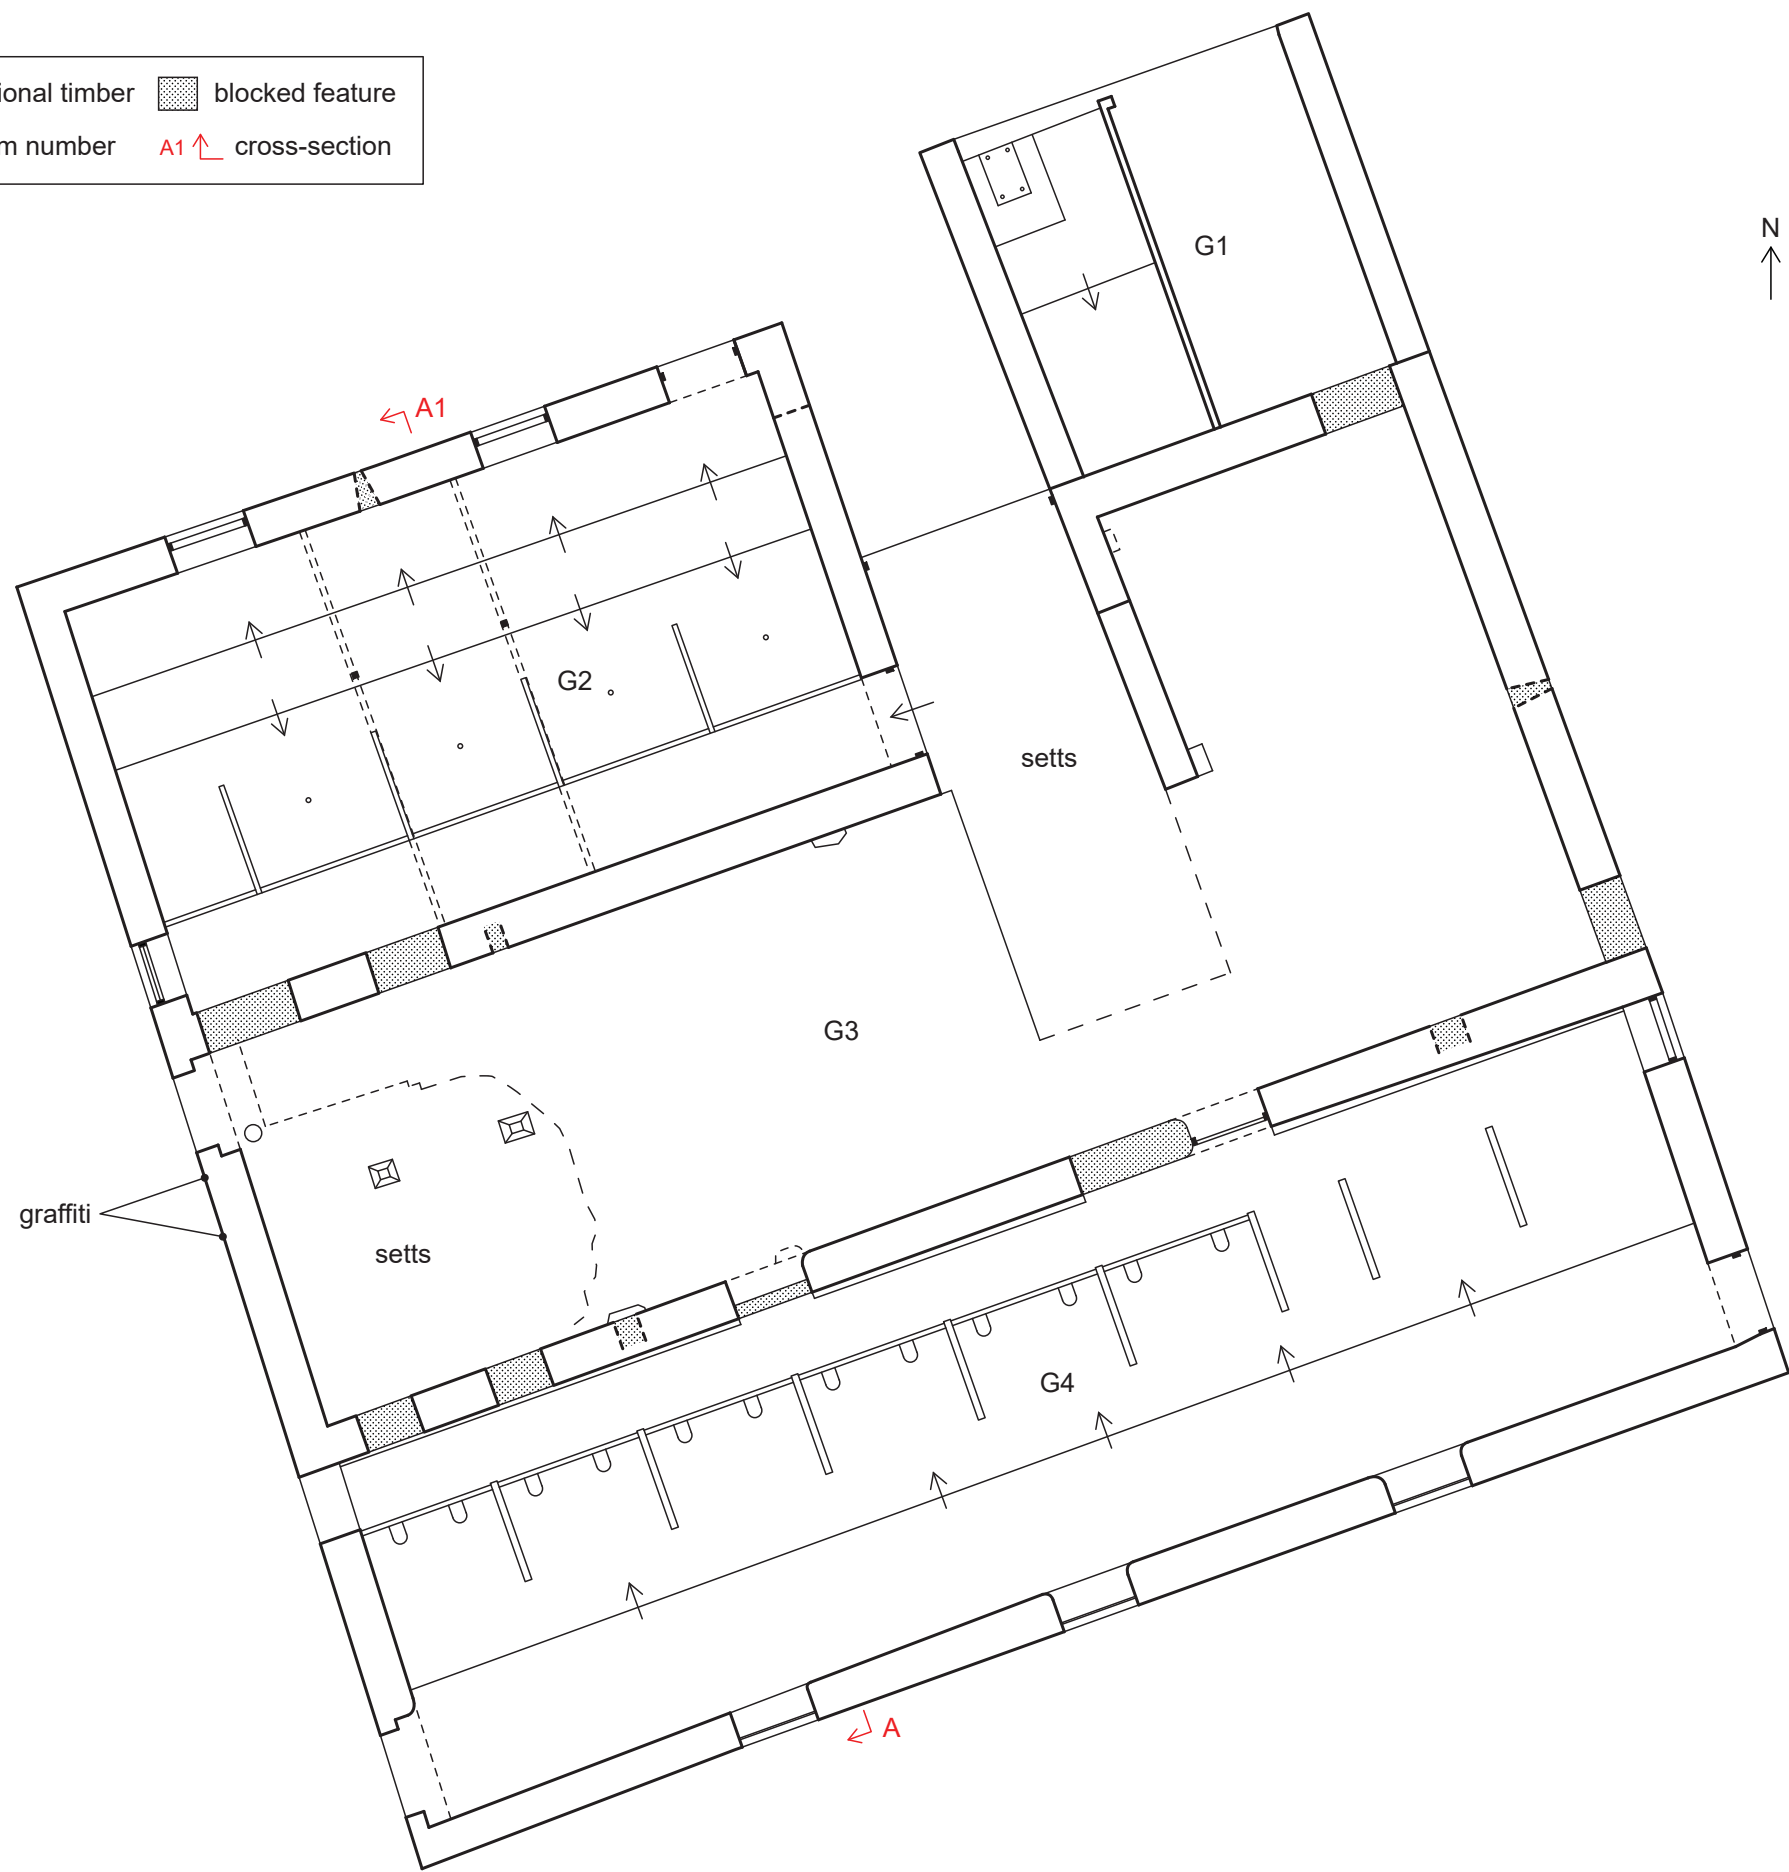 ional timber blocked feature
m number A1 cross-section
N
G1
A1
G2
setts
G3
graffiti
setts
G4
A